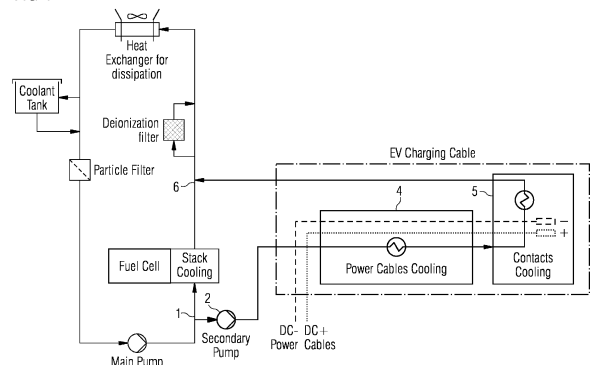 Heat
Exchanger for
dissipation
Coolant
Tank
Deionization
filter
Particle Filter
EV Charging Cable
6
4
5
Fuel Cell
Stack
Cooling
Power Cables Cooling
Contacts
Cooling
−
+
1
2
Secondary
Pump
DC- DC+
Power Cables
Main Pump